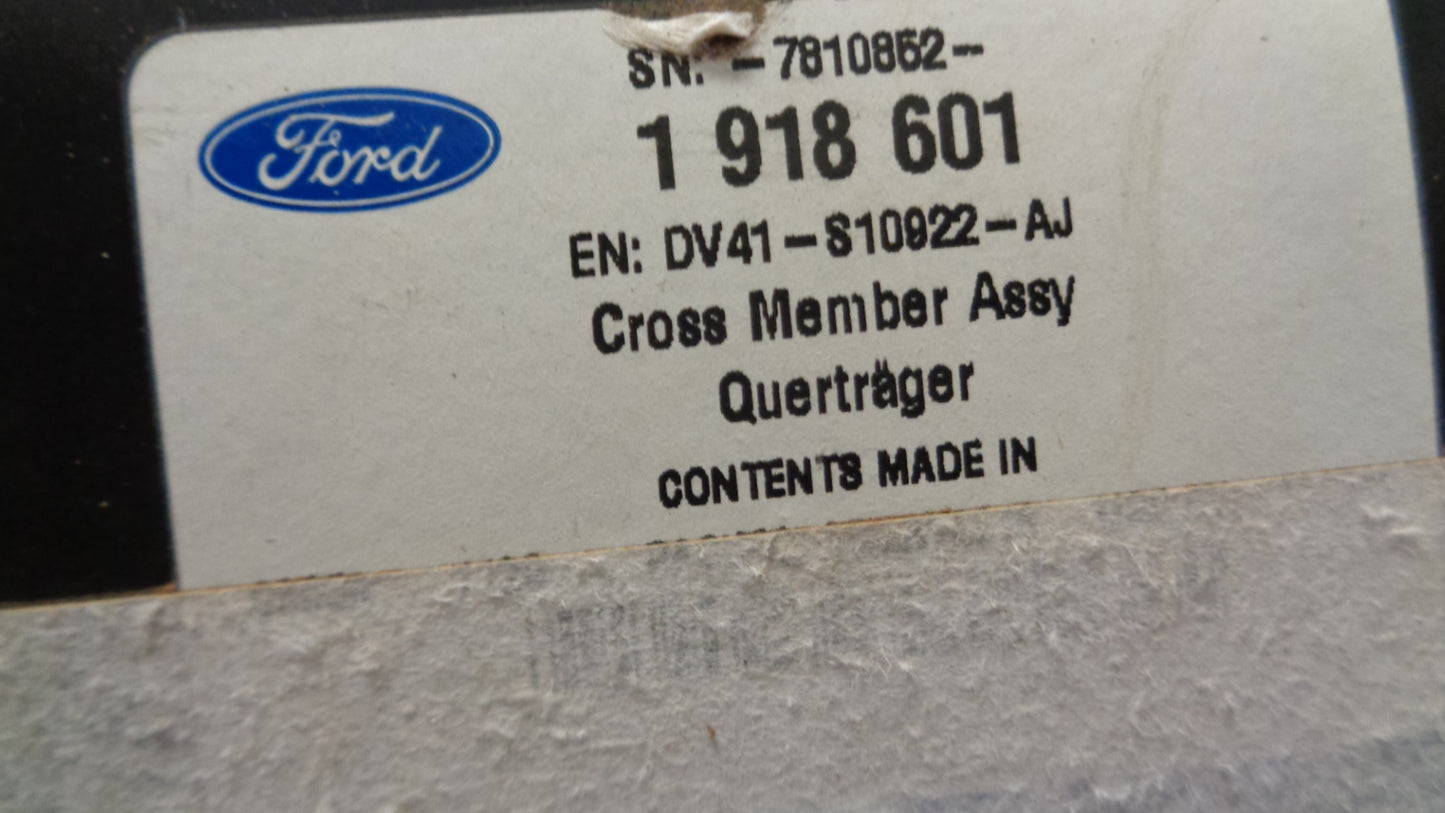 Ford
SN: -7810852-
1 918 601
EN: DV41-S10922-AJ
Cross Member Assy
Querträger
CONTENTS MADE IN